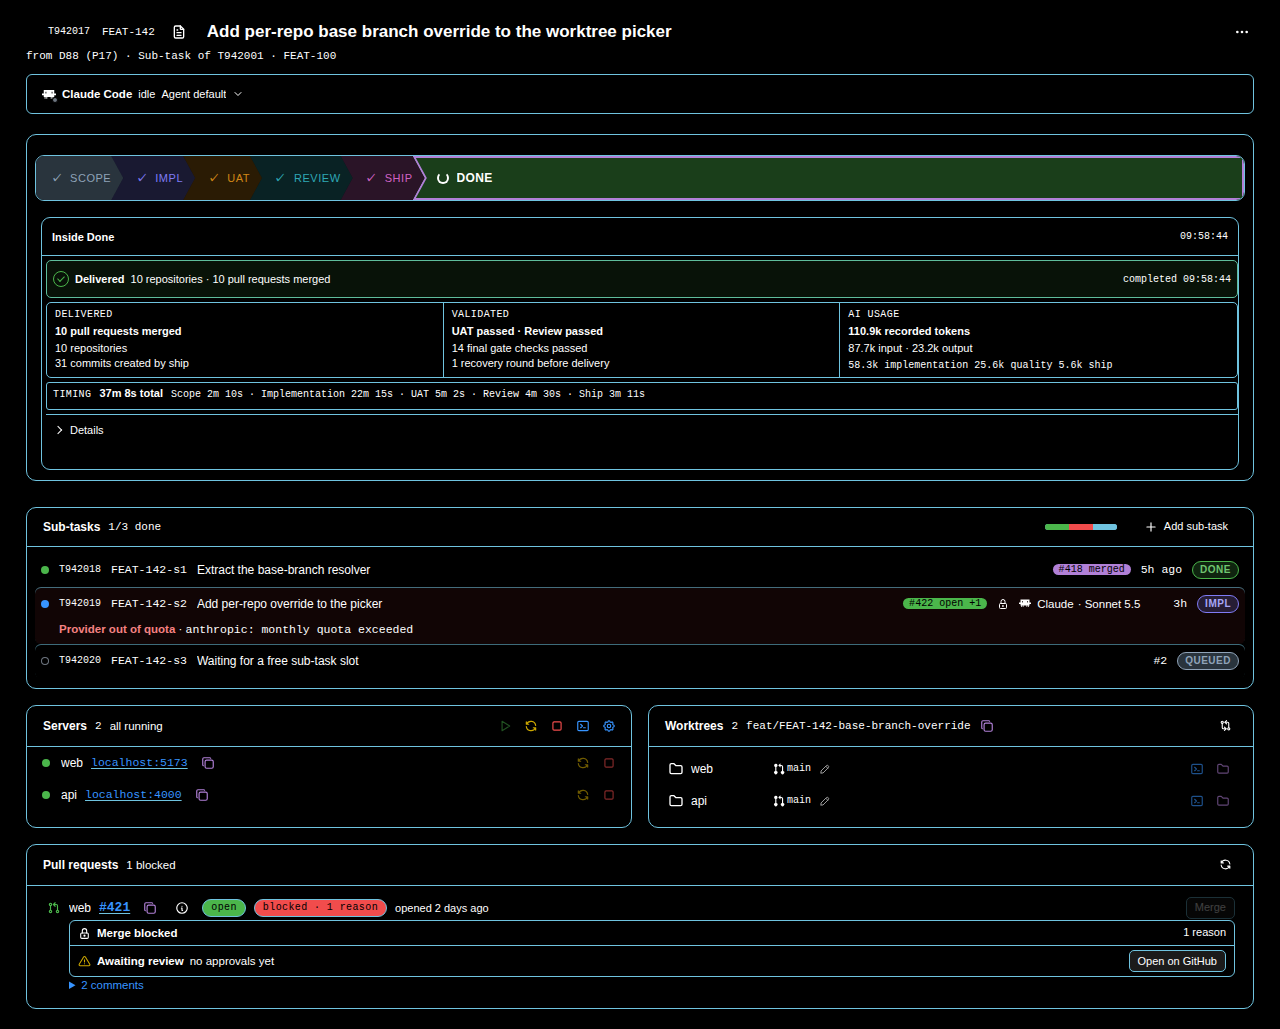 T942017 FEAT-142 Add per-repo base branch override to the worktree picker
from D88 (P17) · Sub-task of T942001 · FEAT-100
Claude Code idle Agent default
SCOPE IMPL UAT REVIEW SHIP DONE
Inside Done 09:58:44
Delivered 10 repositories · 10 pull requests merged completed 09:58:44
DELIVERED
10 pull requests merged
10 repositories
31 commits created by ship
VALIDATED
UAT passed · Review passed
14 final gate checks passed
1 recovery round before delivery
AI USAGE
110.9k recorded tokens
87.7k input · 23.2k output
58.3k implementation 25.6k quality 5.6k ship
TIMING 37m 8s total Scope 2m 10s · Implementation 22m 15s · UAT 5m 2s · Review 4m 30s · Ship 3m 11s
Details
Sub-tasks 1/3 done Add sub-task
T942018 FEAT-142-s1 Extract the base-branch resolver #418 merged 5h ago DONE
T942019 FEAT-142-s2 Add per-repo override to the picker #422 open +1 Claude · Sonnet 5.5 3h IMPL
Provider out of quota · anthropic: monthly quota exceeded
T942020 FEAT-142-s3 Waiting for a free sub-task slot #2 QUEUED
Servers 2 all running
web localhost:5173
api localhost:4000
Worktrees 2 feat/FEAT-142-base-branch-override
web main
api main
Pull requests 1 blocked
web #421 open blocked · 1 reason opened 2 days ago Merge
Merge blocked 1 reason
Awaiting review no approvals yet Open on GitHub
2 comments